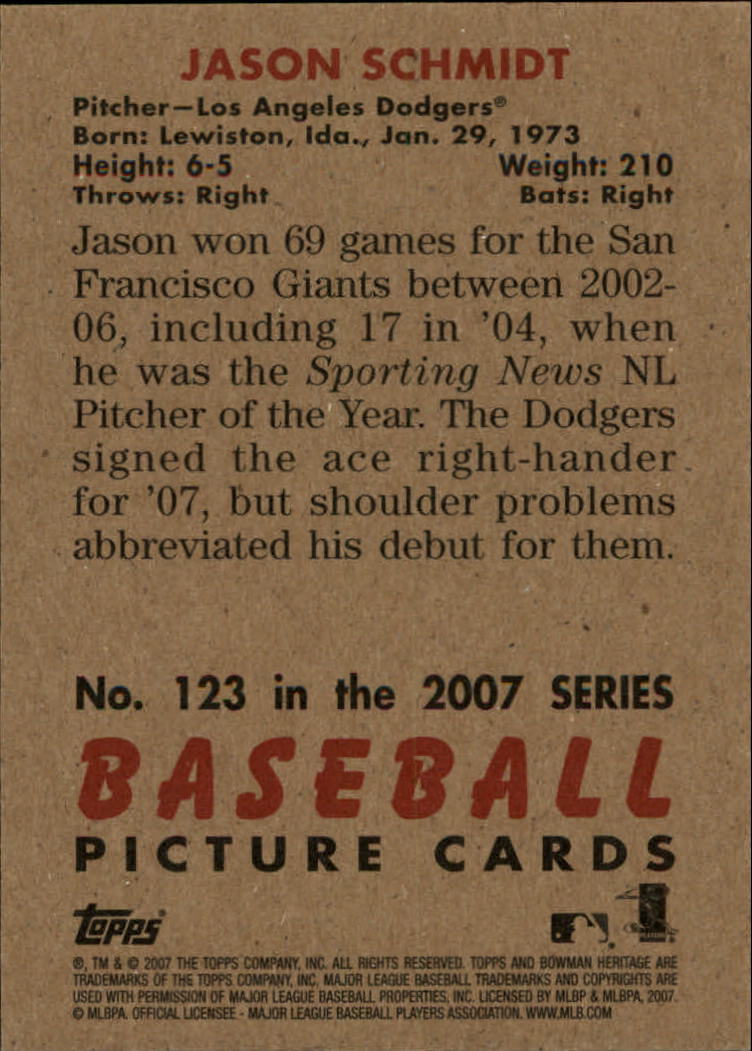 JASON SCHMIDT
Pitcher—Los Angeles Dodgers®
Born: Lewiston, Ida., Jan. 29, 1973
Height: 6-5 Weight: 210
Throws: Right Bats: Right
Jason won 69 games for the San
Francisco Giants between 2002-
06, including 17 in ’04, when
he was the Sporting News NL
Pitcher of the Year. The Dodgers
signed the ace right-hander
for ’07, but shoulder problems
abbreviated his debut for them.
No. 123 in the 2007 SERIES
BASEBALL
PICTURE CARDS
topps
®, TM & © 2007 THE TOPPS COMPANY, INC. ALL RIGHTS RESERVED. TOPPS AND BOWMAN HERITAGE ARE
TRADEMARKS OF THE TOPPS COMPANY, INC. MAJOR LEAGUE BASEBALL TRADEMARKS AND COPYRIGHTS ARE
USED WITH PERMISSION OF MAJOR LEAGUE BASEBALL PROPERTIES, INC. LICENSED BY MLBP & MLBPA, 2007.
© MLBPA. OFFICIAL LICENSEE - MAJOR LEAGUE BASEBALL PLAYERS ASSOCIATION. WWW.MLB.COM